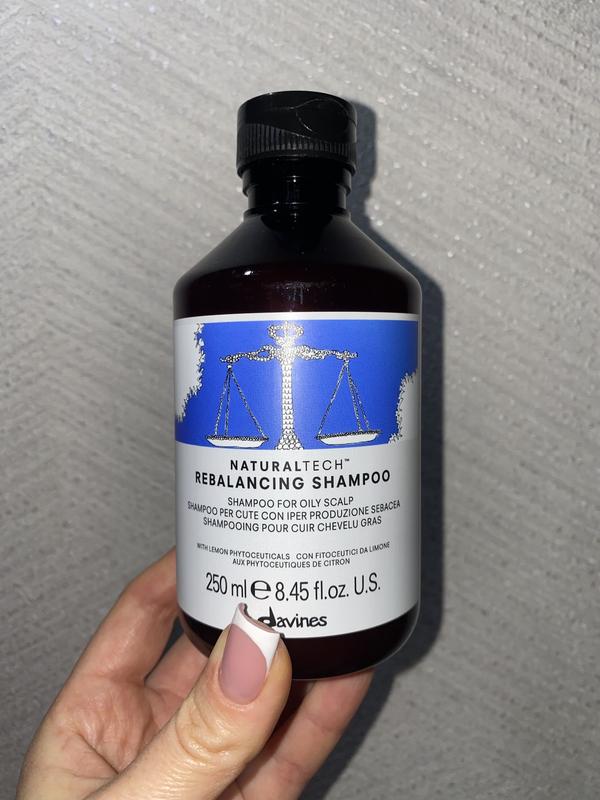 NATURALTECH™
REBALANCING SHAMPOO
SHAMPOO FOR OILY SCALP
SHAMPOO PER CUTE CON IPER PRODUZIONE SEBACEA
SHAMPOOING POUR CUIR CHEVELU GRAS
WITH LEMON PHYTOCEUTICALS CON FITOCEUTICI DA LIMONE
AUX PHYTOCEUTIQUES DE CITRON
250 ml ℮ 8.45 fl.oz. U.S.
davines